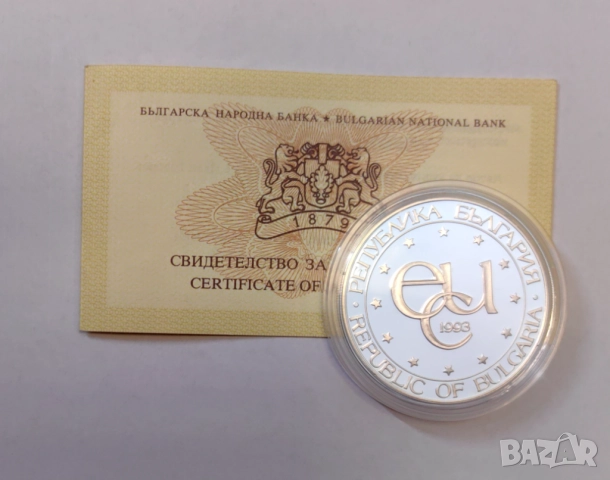 БЪЛГАРСКА НАРОДНА БАНКА ★ BULGARIAN NATIONAL BANK
1879
СВИДЕТЕЛСТВО ЗА
CERTIFICATE OF
РЕПУБЛИКА БЪЛГАРИЯ
ecu
1993
REPUBLIC OF BULGARIA
BAZAR